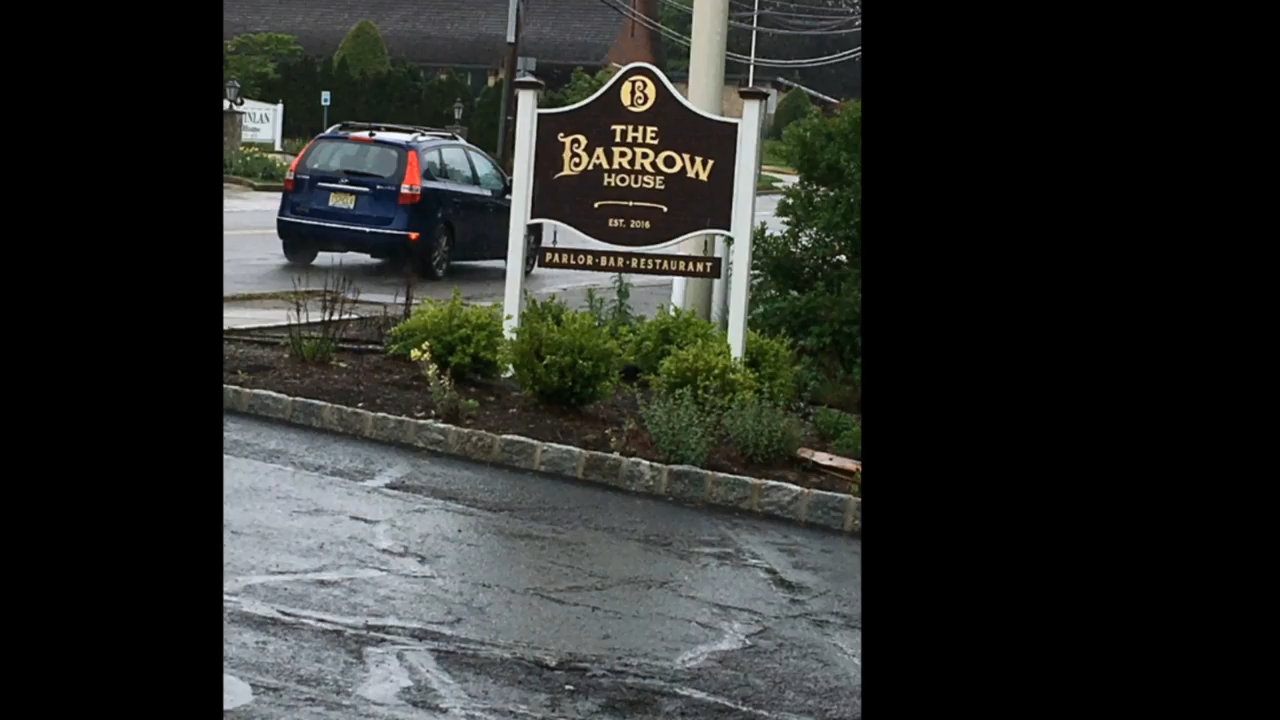 B
THE
BARROW
HOUSE
EST. 2016
PARLOR·BAR·RESTAURANT